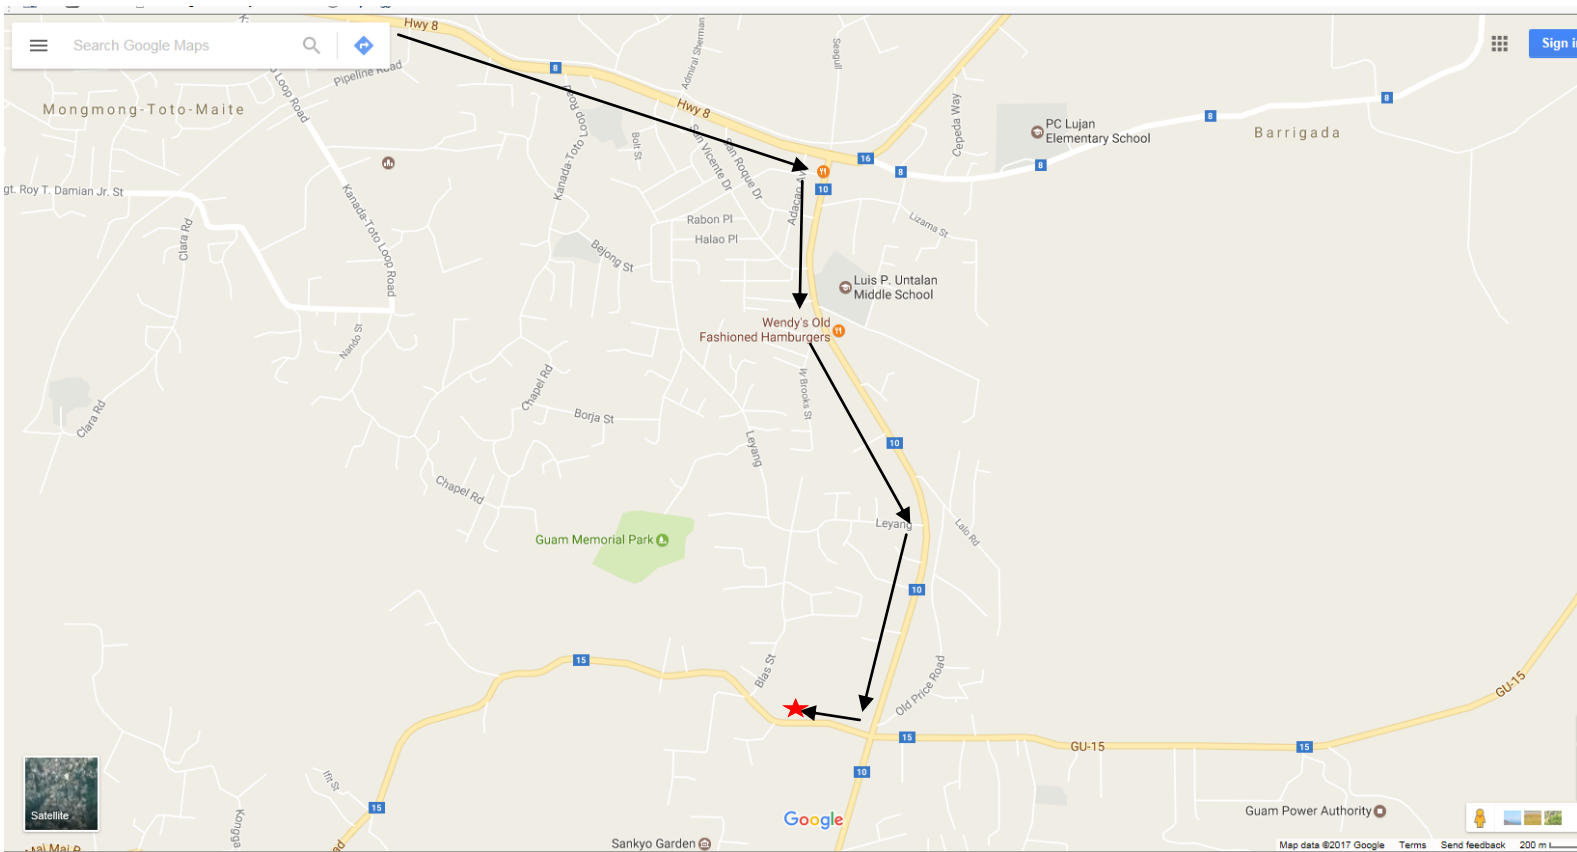 Hwy 8
Search Google Maps
Sign i
Admiral Sherman
Seagull
8
Pipeline Road
Loop Road
Mongmong-Toto-Maite
8
Hwy 8
8
Cepeda Way
PC Lujan
Elementary School
Barrigada
Kanada-Toto Loop Road
Bolt St
San Vicente Dr
San Roque Dr
16
8
8
gt. Roy T. Damian Jr. St
Kanada-Toto Loop Road
10
Clara Rd
Rabon Pl
Halao Pl
Lizama St
Bejong St
Luis P. Untalan
Middle School
Wendy's Old
Fashioned Hamburgers
Nando St
Chapel Rd
Borja St
Clara Rd
Leyang
10
Chapel Rd
Leyang
Lalo Rd
Guam Memorial Park
10
15
Blas St
Old Price Road
GU-15
15
GU-15
15
10
Ifit St
Satellite
15
Kongga
Google
Guam Power Authority
Sankyo Garden
Map data ©2017 Google
Terms
Send feedback
200 m